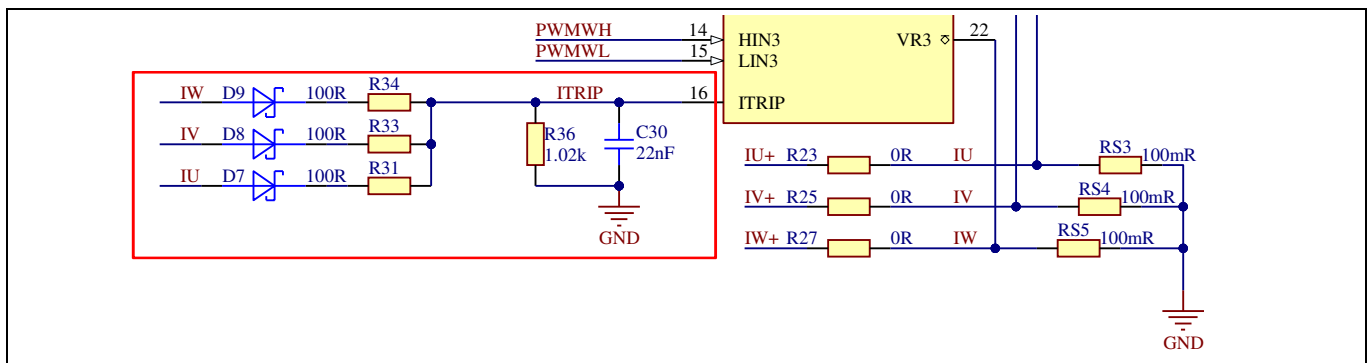 PWMWH 14 HIN3 VR3 22
PWMWL 15 LIN3
IW D9 100R R34 ITRIP 16 ITRIP
IV D8 100R R33 R36 1.02k C30 22nF
IU D7 100R R31
GND
IU+ R23 0R IU RS3 100mR
IV+ R25 0R IV RS4 100mR
IW+ R27 0R IW RS5 100mR
GND